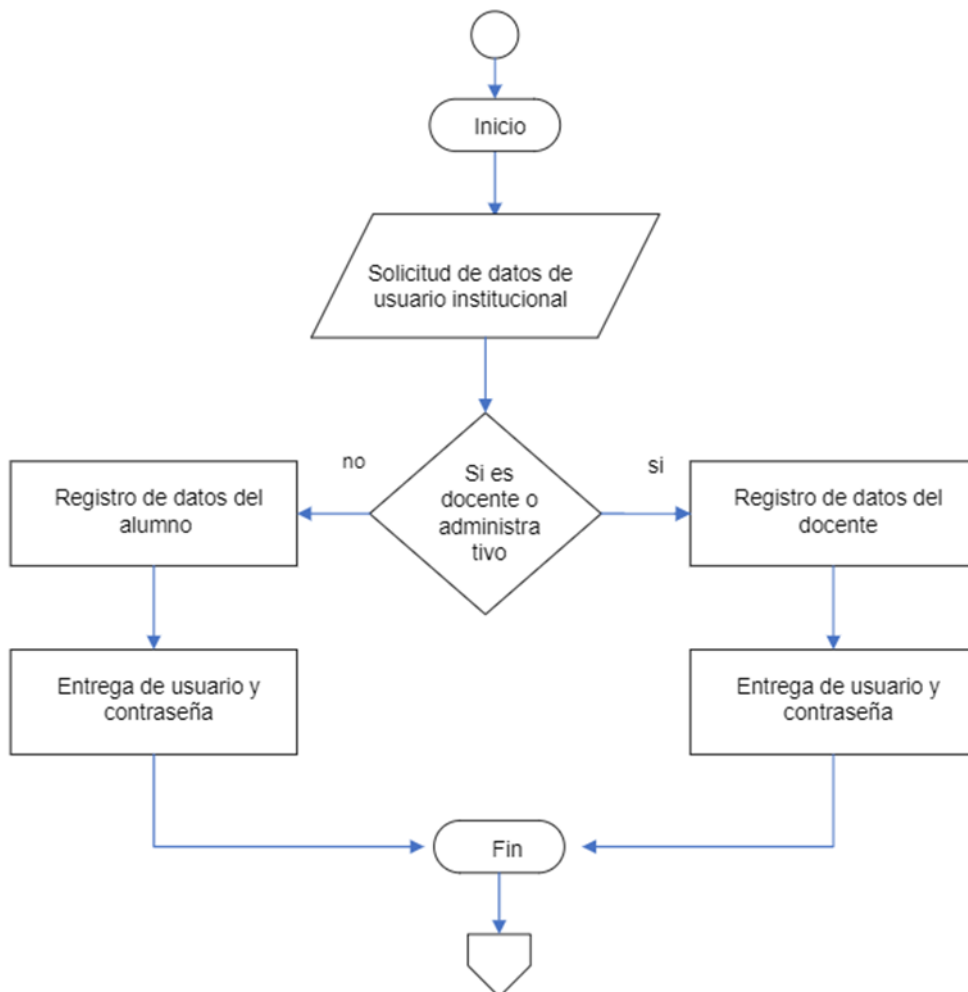 Inicio
Solicitud de datos de
usuario institucional
no
Si es
docente o
administra
tivo
si
Registro de datos del
alumno
Registro de datos del
docente
Entrega de usuario y
contraseña
Entrega de usuario y
contraseña
Fin